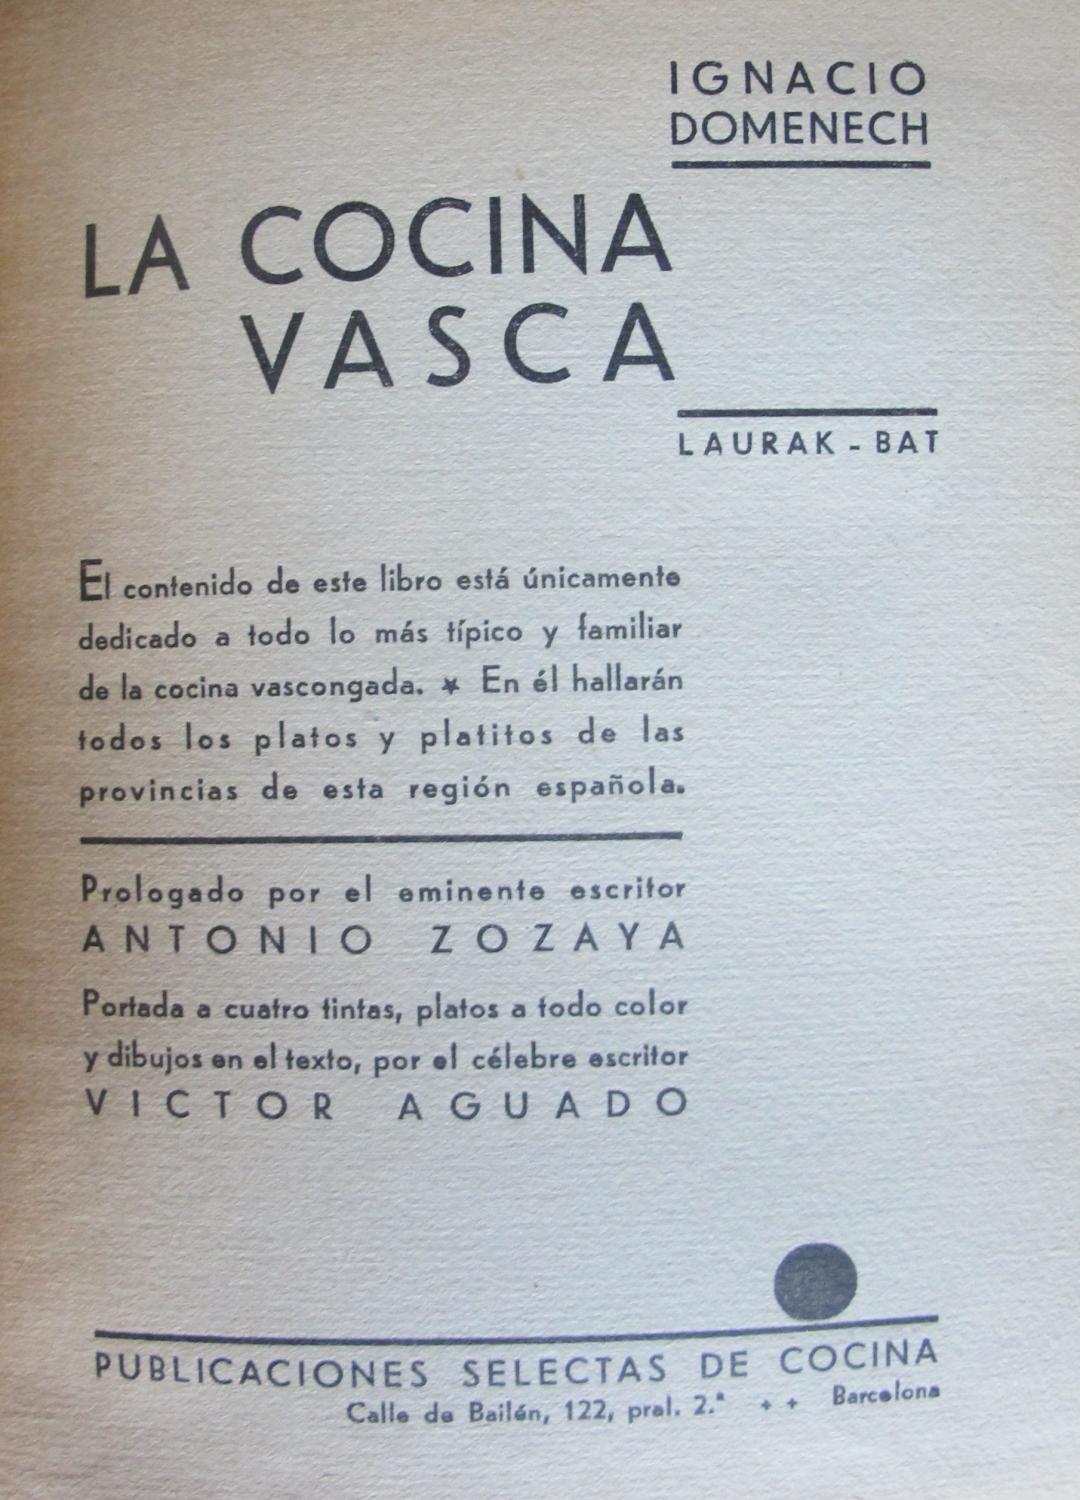 IGNACIO
DOMENECH
LA COCINA
VASCA
LAURAK - BAT
El contenido de este libro está únicamente
dedicado a todo lo más típico y familiar
de la cocina vascongada. ★ En él hallarán
todos los platos y platitos de las
provincias de esta región española.
Prologado por el eminente escritor
ANTONIO ZOZAYA
Portada a cuatro tintas, platos a todo color
y dibujos en el texto, por el célebre escritor
VICTOR AGUADO
PUBLICACIONES SELECTAS DE COCINA
Calle de Bailén, 122, pral. 2.ª + + Barcelona